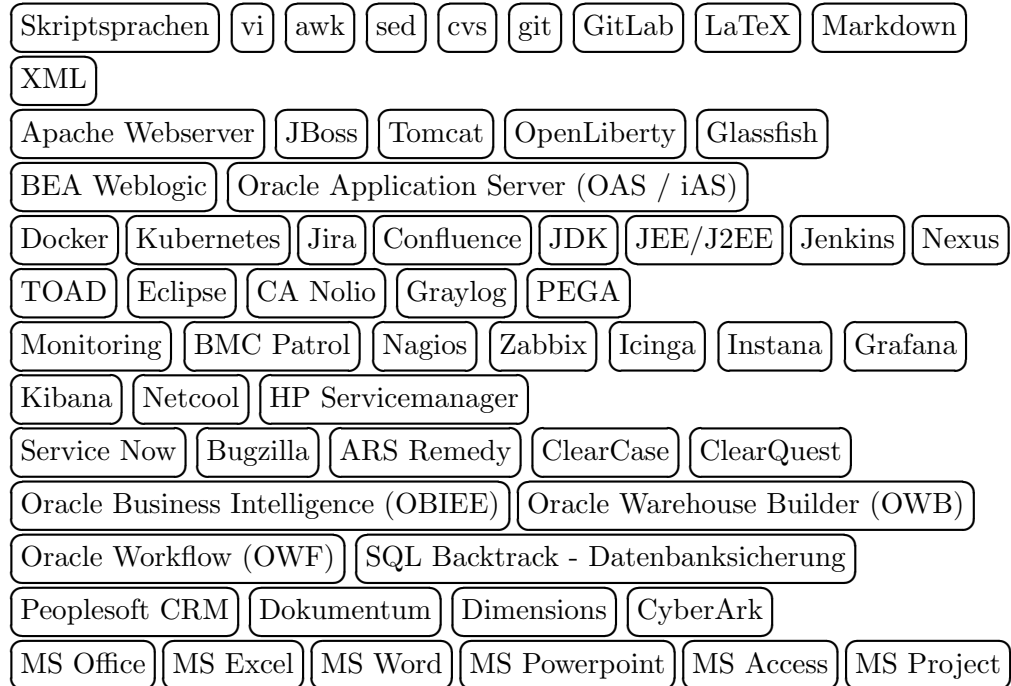 Skriptsprachen vi awk sed cvs git GitLab LaTeX Markdown
XML
Apache Webserver JBoss Tomcat OpenLiberty Glassfish
BEA Weblogic Oracle Application Server (OAS / iAS)
Docker Kubernetes Jira Confluence JDK JEE/J2EE Jenkins Nexus
TOAD Eclipse CA Nolio Graylog PEGA
Monitoring BMC Patrol Nagios Zabbix Icinga Instana Grafana
Kibana Netcool HP Servicemanager
Service Now Bugzilla ARS Remedy ClearCase ClearQuest
Oracle Business Intelligence (OBIEE) Oracle Warehouse Builder (OWB)
Oracle Workflow (OWF) SQL Backtrack - Datenbanksicherung
Peoplesoft CRM Dokumentum Dimensions CyberArk
MS Office MS Excel MS Word MS Powerpoint MS Access MS Project